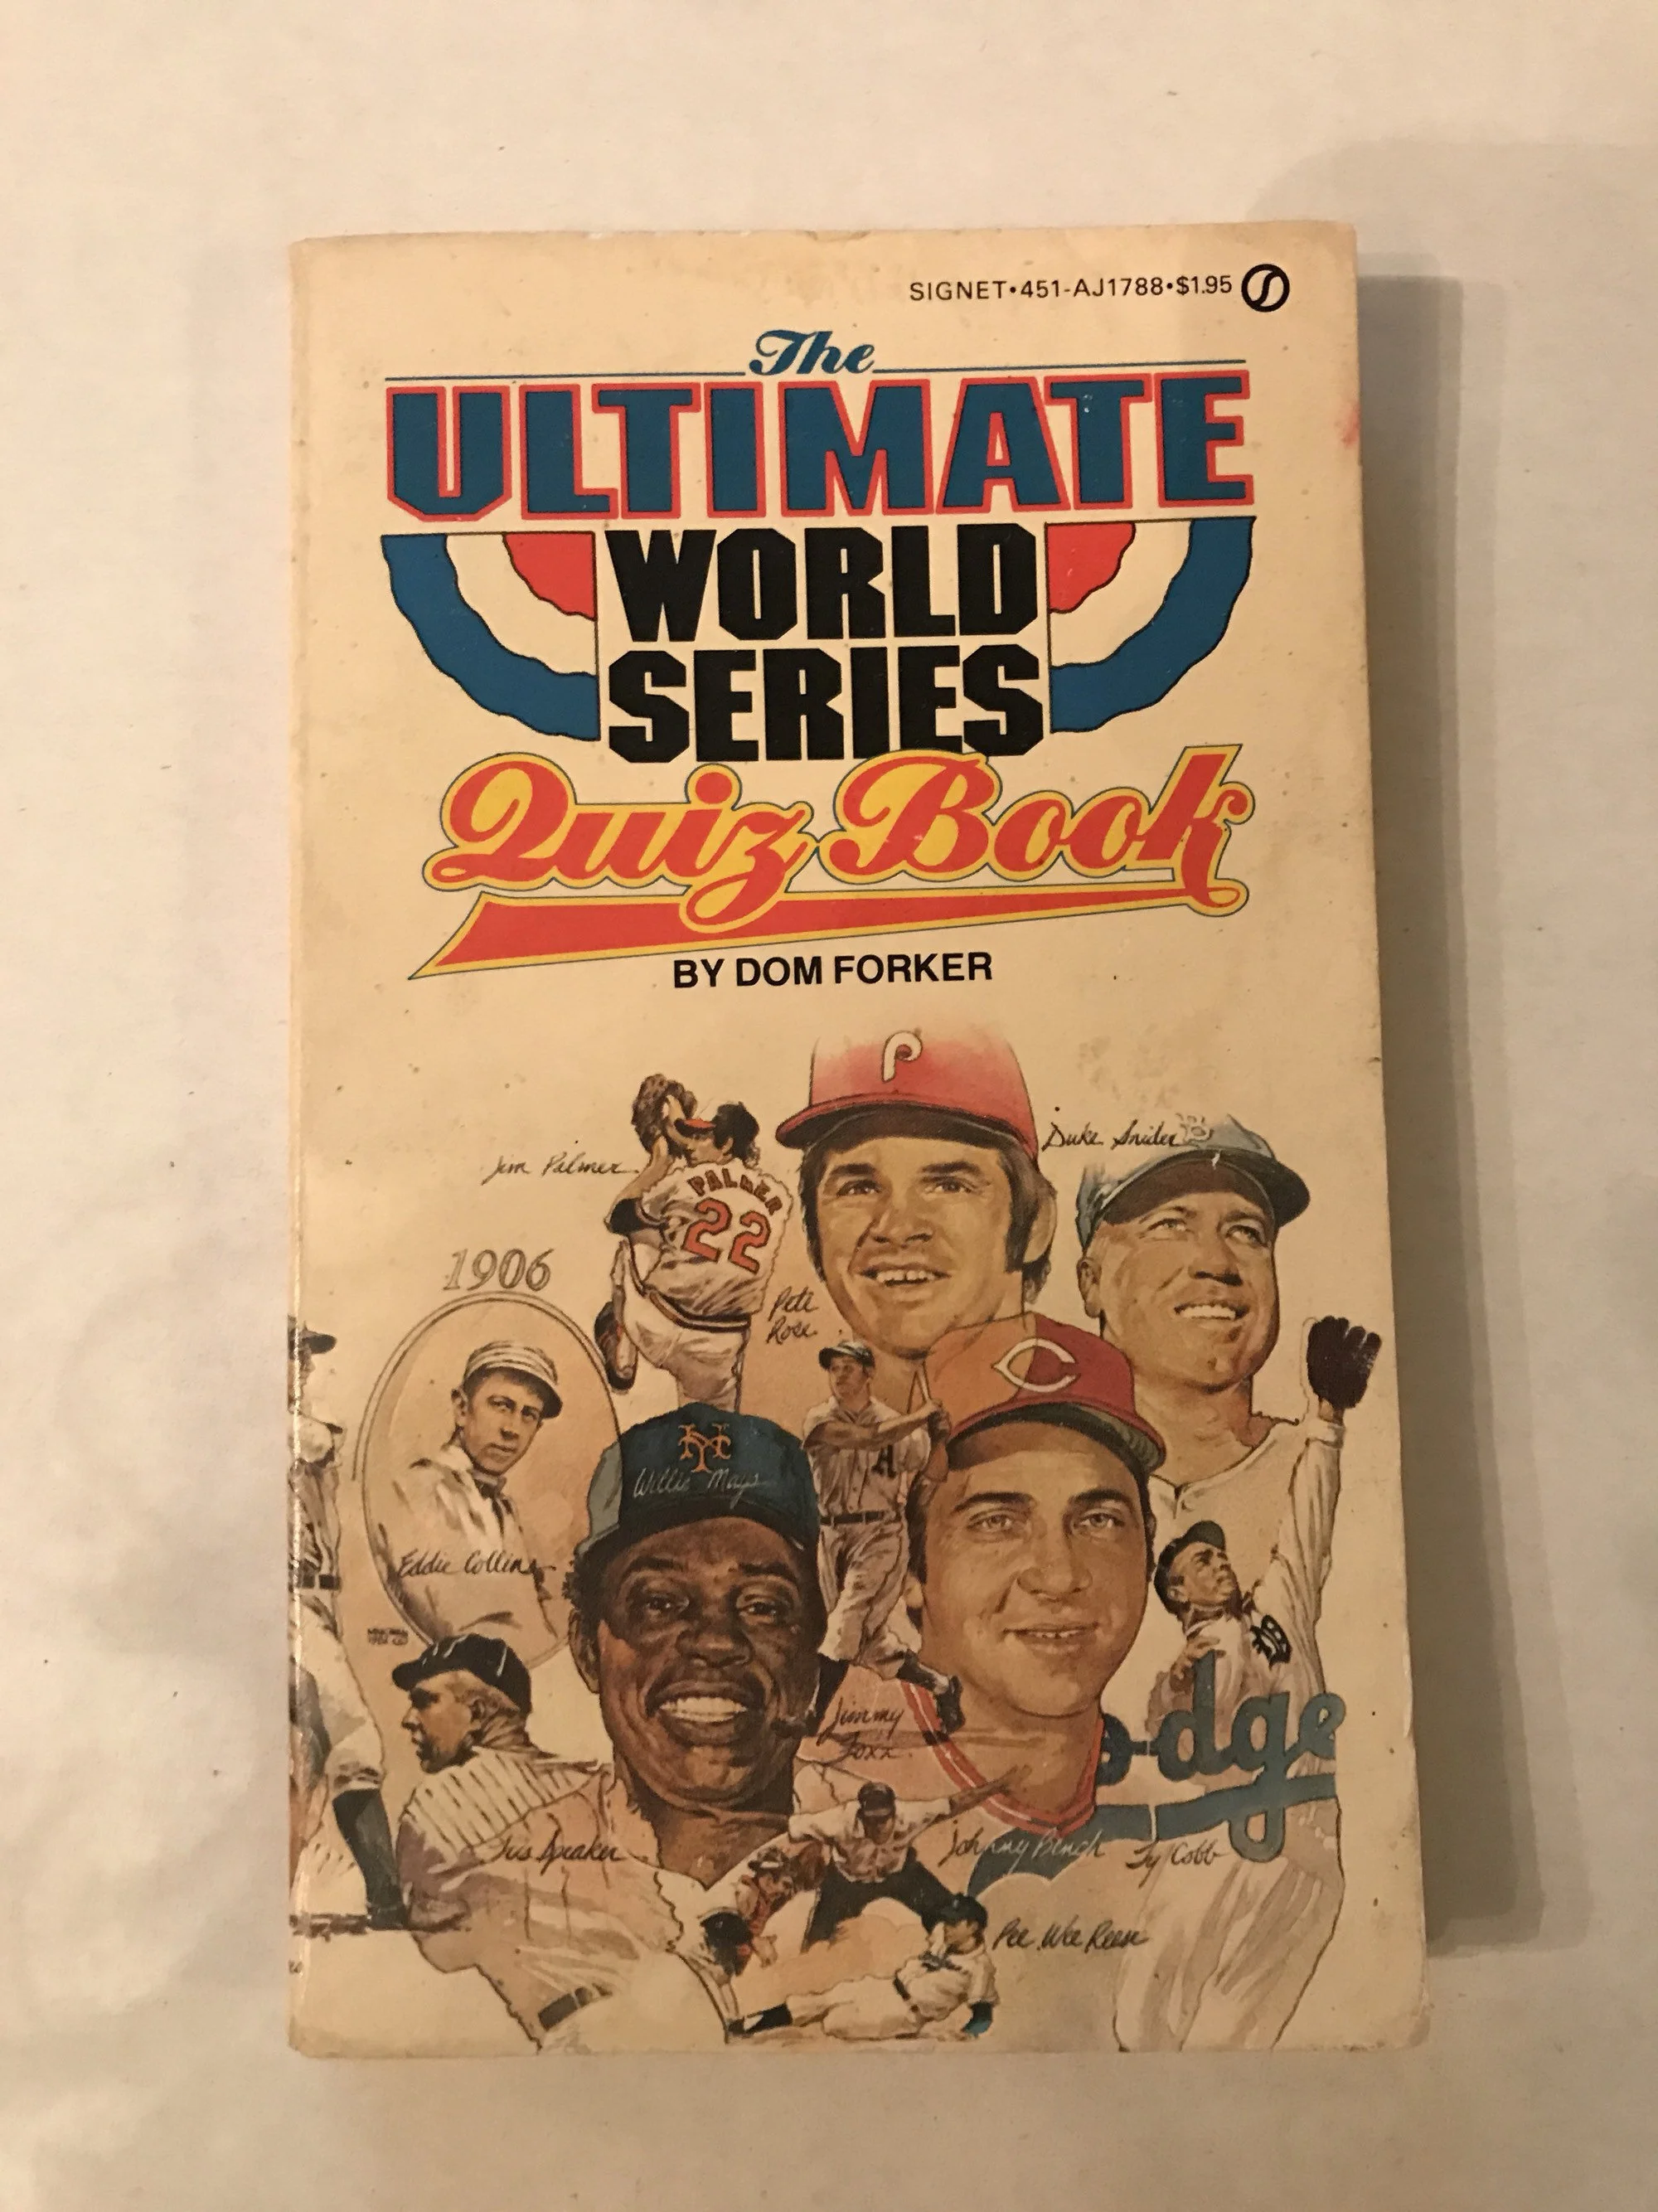 SIGNET•451-AJ1788•$1.95
The
ULTIMATE
WORLD
SERIES
Quiz Book
BY DOM FORKER
P
Duke Snider
B
Jim Palmer
PALMER
22
1906
Pete
Rose
C
NY
Willie Mays
A
Eddie Collins
D
Jimmy
Foxx
odge
Tris Speaker
Johnny Bench
Ty Cobb
Pee Wee Reese